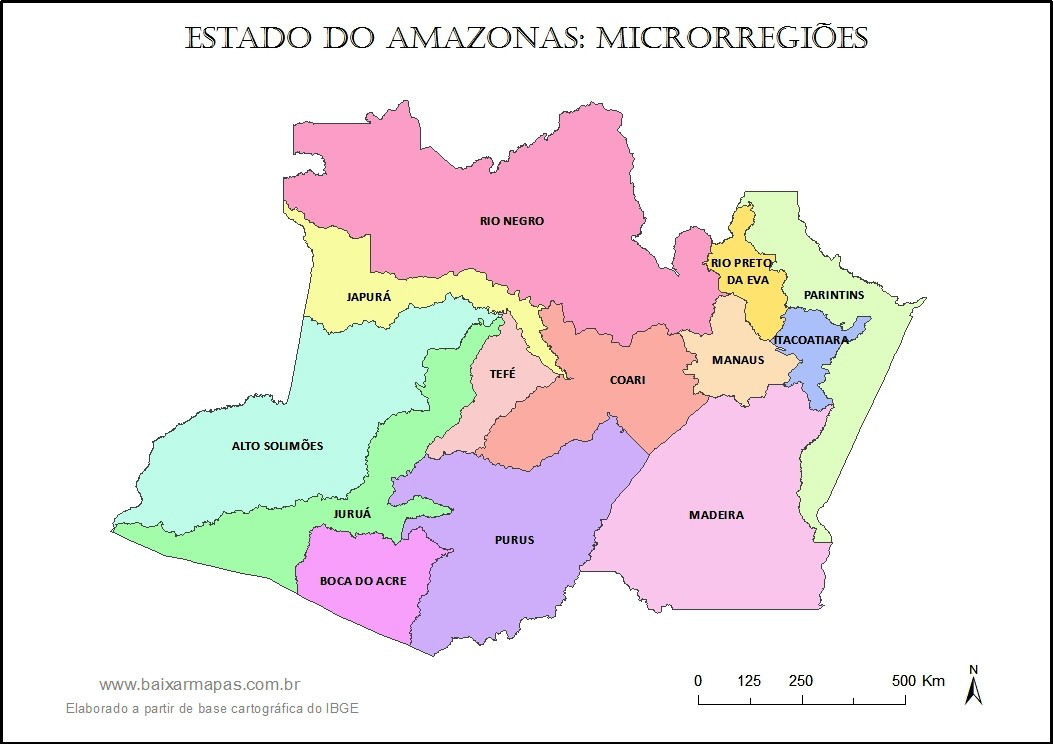 ESTADO DO AMAZONAS: MICRORREGIÕES
RIO NEGRO
RIO PRETO
DA EVA
JAPURÁ
PARINTINS
ITACOATIARA
MANAUS
TEFÉ
COARI
ALTO SOLIMÕES
JURUÁ
MADEIRA
PURUS
BOCA DO ACRE
www.baixarmapas.com.br
Elaborado a partir de base cartográfica do IBGE
0 125 250 500 Km
N